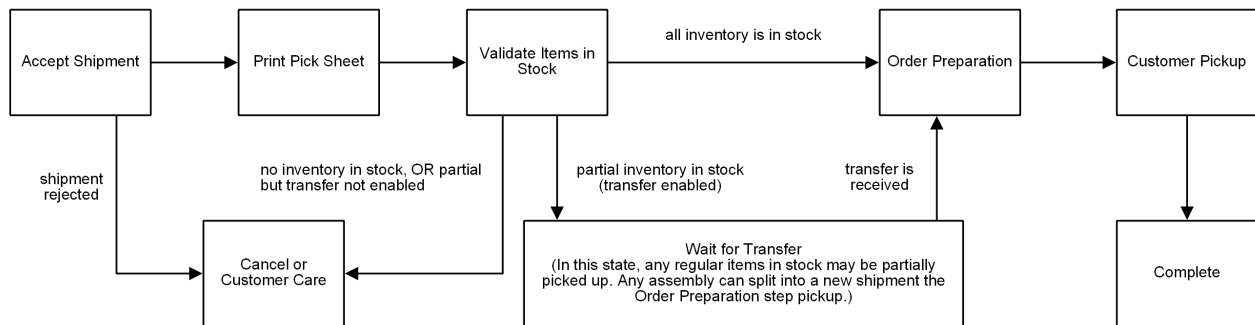 Accept Shipment
Print Pick Sheet
Validate Items in
Stock
all inventory is in stock
Order Preparation
Customer Pickup
shipment
rejected
no inventory in stock, OR partial
but transfer not enabled
partial inventory in stock
(transfer enabled)
transfer is
received
Cancel or
Customer Care
Wait for Transfer
(In this state, any regular items in stock may be partially
picked up. Any assembly can split into a new shipment the
Order Preparation step pickup.)
Complete